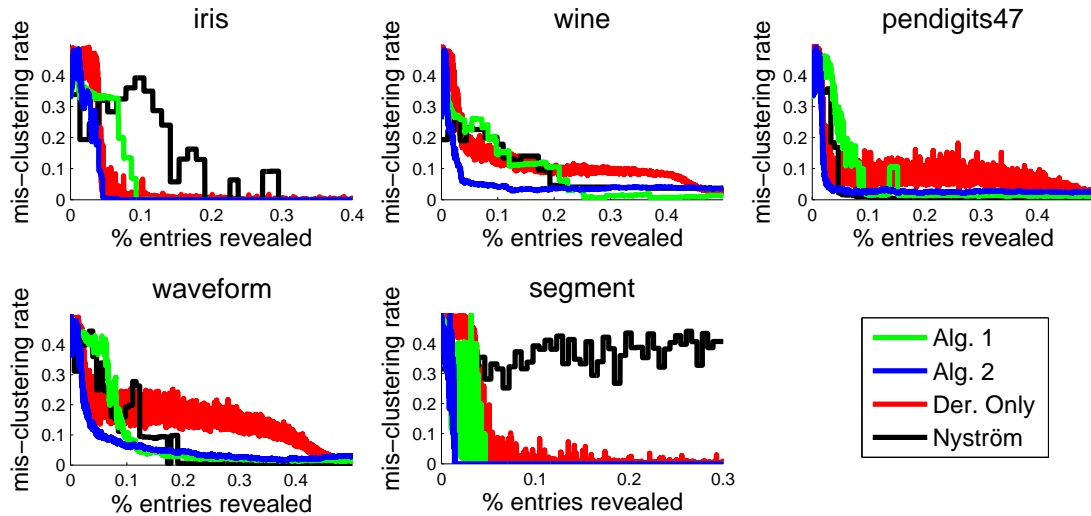 iris
mis-clustering rate
0.4
0.3
0.2
0.1
0
0
0.1
0.2
0.3
0.4
% entries revealed
wine
mis-clustering rate
0.4
0.3
0.2
0.1
0
0
0.1
0.2
0.3
0.4
% entries revealed
pendigits47
mis-clustering rate
0.4
0.3
0.2
0.1
0
0
0.1
0.2
0.3
0.4
% entries revealed
waveform
mis-clustering rate
0.4
0.3
0.2
0.1
0
0
0.1
0.2
0.3
0.4
% entries revealed
segment
mis-clustering rate
0.4
0.3
0.2
0.1
0
0
0.1
0.2
0.3
% entries revealed
Alg. 1
Alg. 2
Der. Only
Nyström